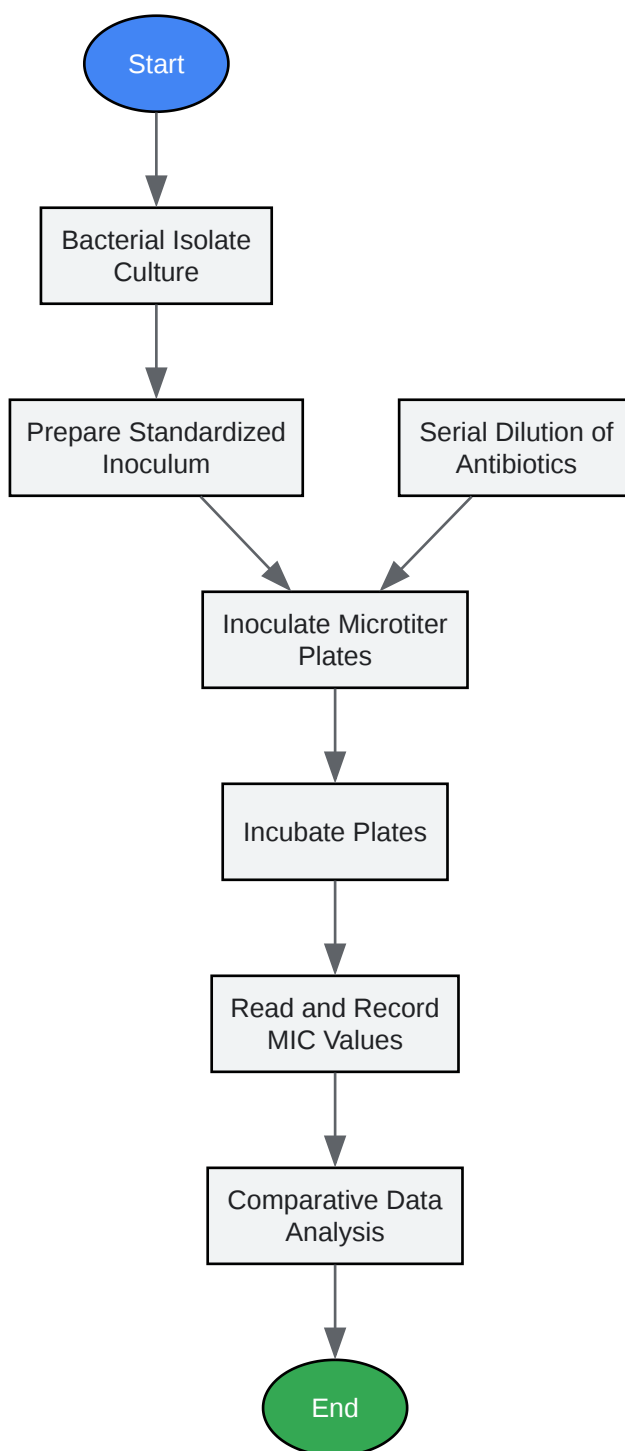 Start
Bacterial Isolate
Culture
Prepare Standardized
Inoculum
Serial Dilution of
Antibiotics
Inoculate Microtiter
Plates
Incubate Plates
Read and Record
MIC Values
Comparative Data
Analysis
End